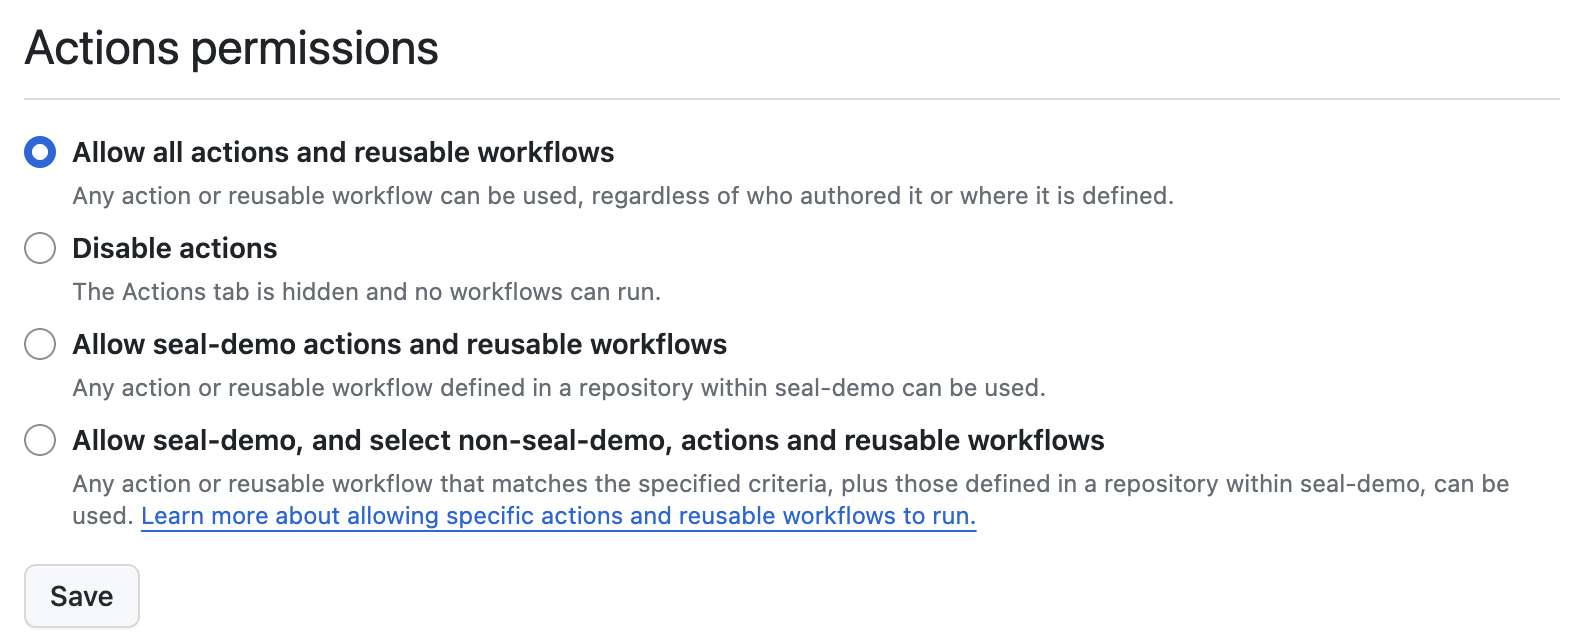 Actions permissions
Allow all actions and reusable workflows
Any action or reusable workflow can be used, regardless of who authored it or where it is defined.
Disable actions
The Actions tab is hidden and no workflows can run.
Allow seal-demo actions and reusable workflows
Any action or reusable workflow defined in a repository within seal-demo can be used.
Allow seal-demo, and select non-seal-demo, actions and reusable workflows
Any action or reusable workflow that matches the specified criteria, plus those defined in a repository within seal-demo, can be
used. Learn more about allowing specific actions and reusable workflows to run.
Save